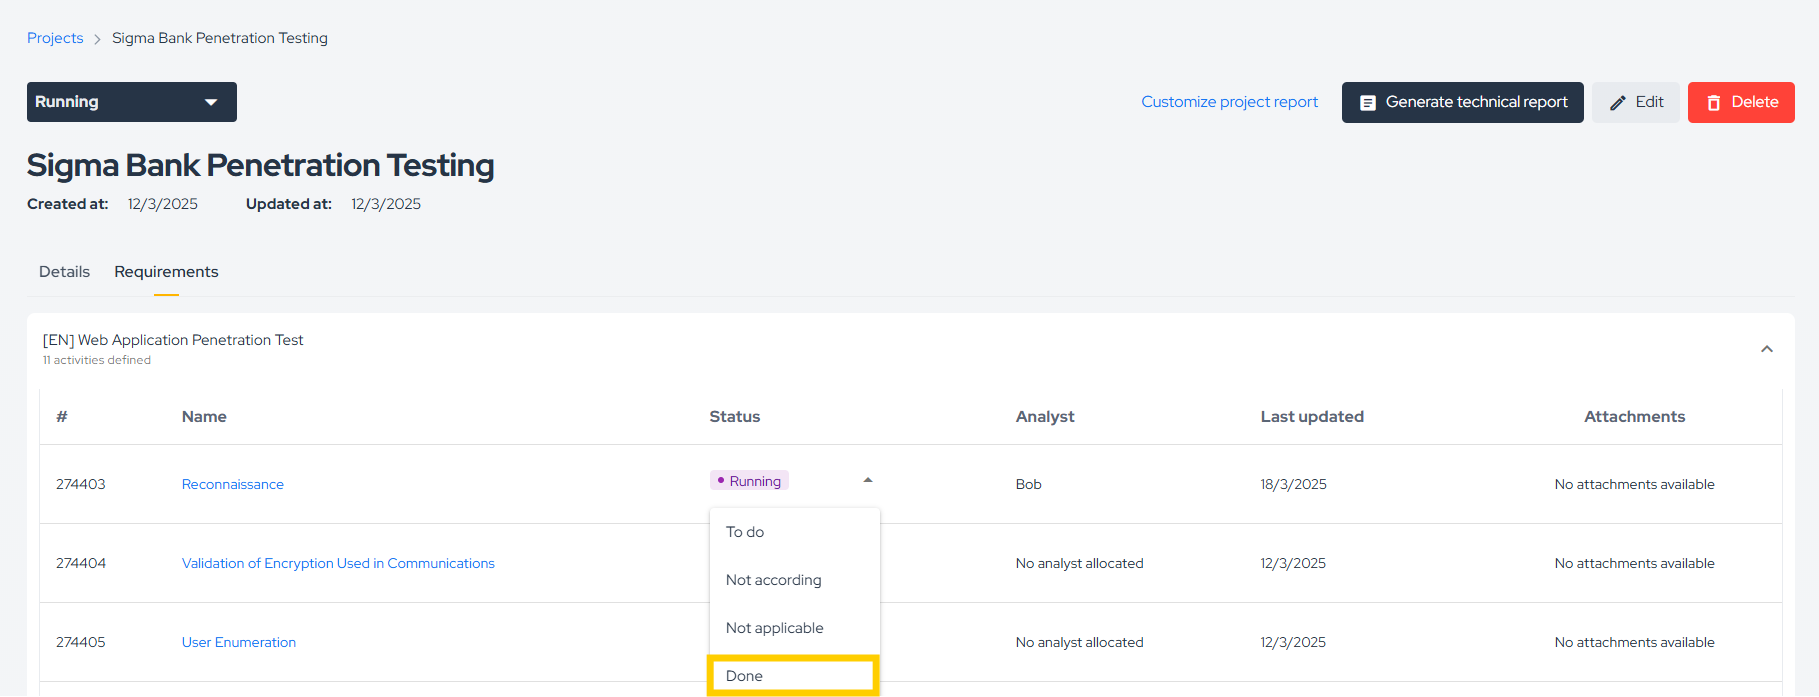 Projects > Sigma Bank Penetration Testing
Running
Customize project report
Generate technical report
Edit
Delete
Sigma Bank Penetration Testing
Created at: 12/3/2025 Updated at: 12/3/2025
Details Requirements
[EN] Web Application Penetration Test
11 activities defined
# Name Status Analyst Last updated Attachments
274403 Reconnaissance Running Bob 18/3/2025 No attachments available
To do
274404 Validation of Encryption Used in Communications No analyst allocated 12/3/2025 No attachments available
Not according
Not applicable
274405 User Enumeration No analyst allocated 12/3/2025 No attachments available
Done